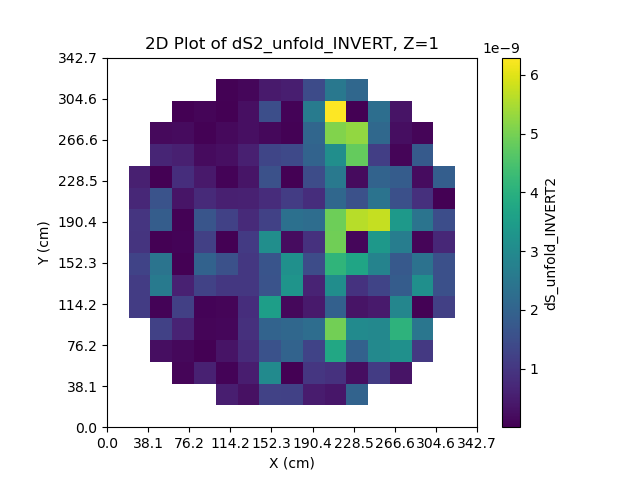 2D Plot of dS2_unfold_INVERT, Z=1
1e−9
342.7
304.6
266.6
228.5
190.4
152.3
114.2
76.2
38.1
0.0
Y (cm)
0.0 38.1 76.2 114.2 152.3 190.4 228.5 266.6 304.6 342.7
X (cm)
6
5
4
3
2
1
dS_unfold_INVERT2